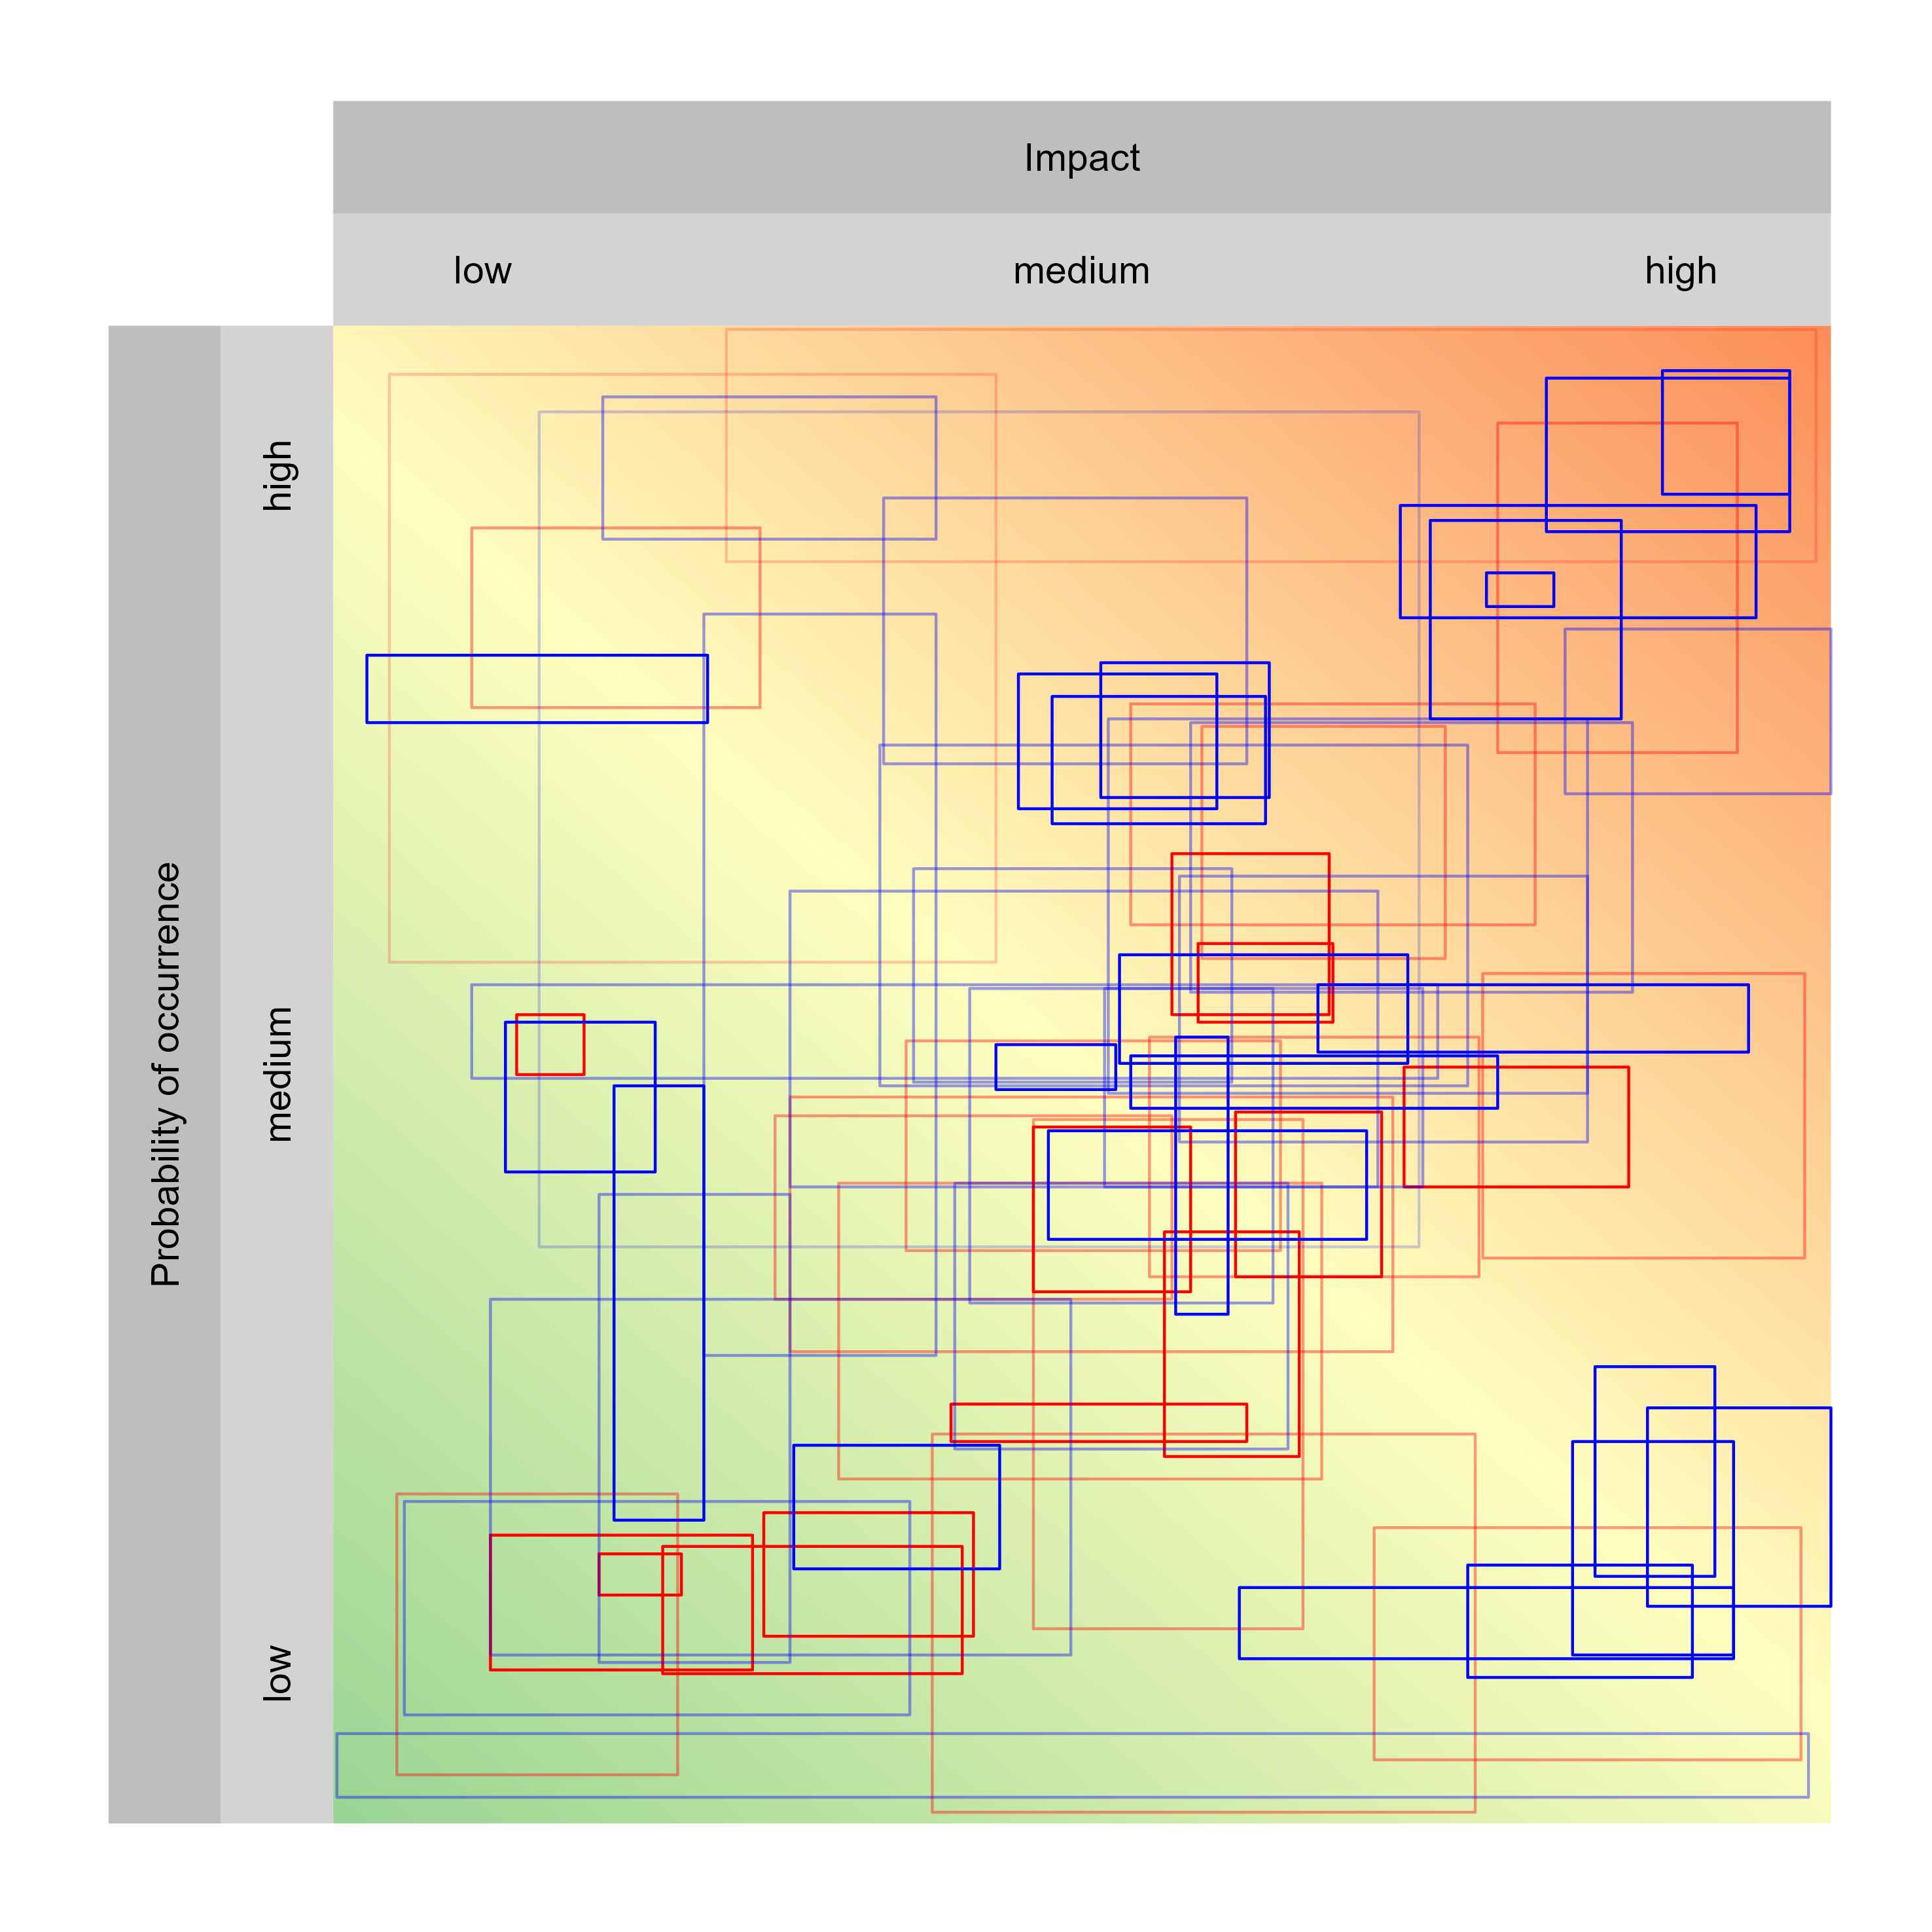 Impact
low
medium
high
Probability of occurrence
high
medium
low